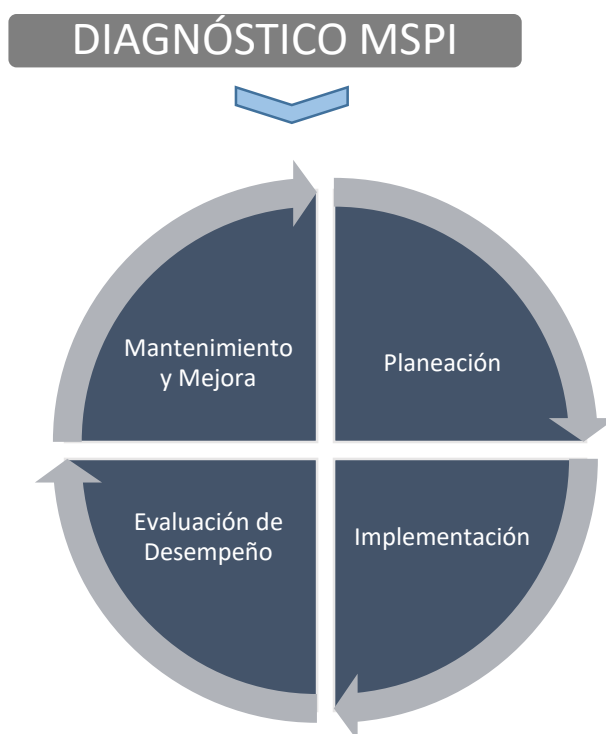 DIAGNÓSTICO MSPI
Mantenimiento
y Mejora
Planeación
Evaluación de
Desempeño
Implementación